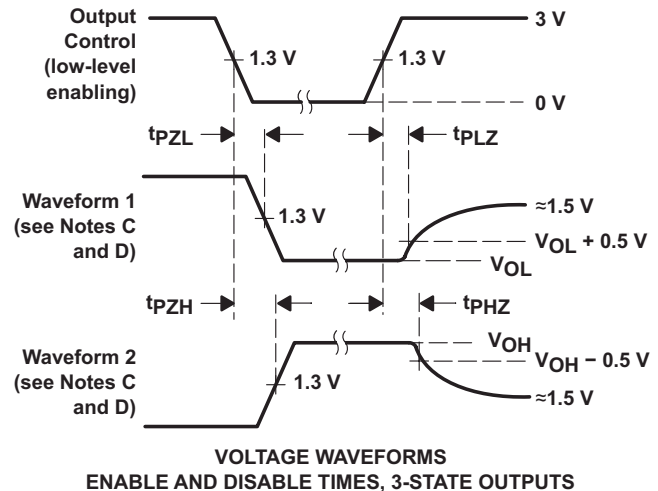 Output
Control
(low-level
enabling)
1.3 V
1.3 V
3 V
0 V
tPZL
tPLZ
Waveform 1
(see Notes C
and D)
1.3 V
≈1.5 V
VOL + 0.5 V
VOL
tPZH
tPHZ
Waveform 2
(see Notes C
and D)
1.3 V
VOH
VOH − 0.5 V
≈1.5 V
VOLTAGE WAVEFORMS
ENABLE AND DISABLE TIMES, 3-STATE OUTPUTS